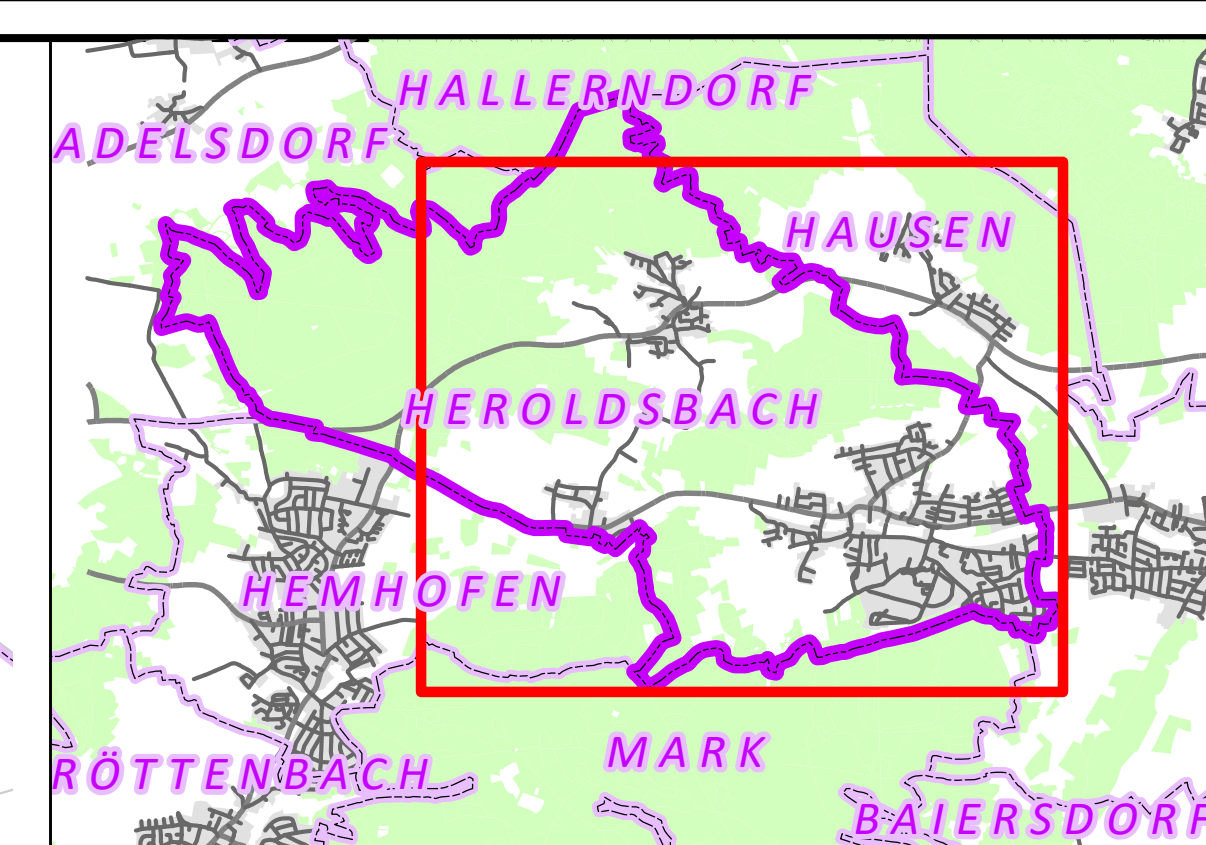 HALLERNDORF
ADELSDORF
HAUSEN
HEROLDSBACH
HEMHOFEN
MARK
RÖTTENBACH
BAIERSDORF